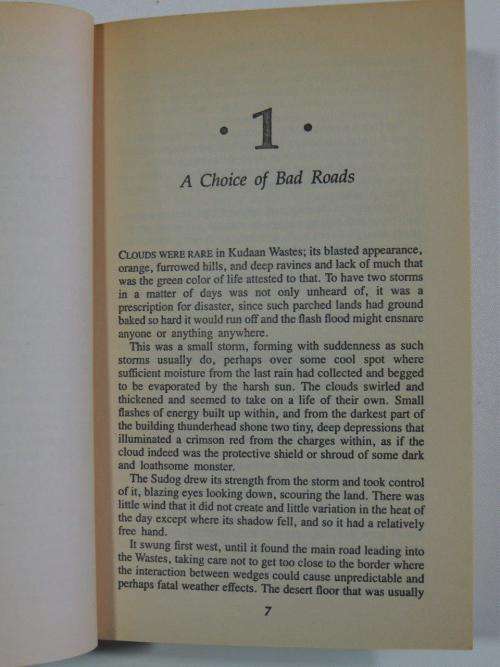 • 1 •
A Choice of Bad Roads
CLOUDS WERE RARE in Kudaan Wastes; its blasted appearance,
orange, furrowed hills, and deep ravines and lack of much that
was the green color of life attested to that. To have two storms
in a matter of days was not only unheard of, it was a
prescription for disaster, since such parched lands had ground
baked so hard it would run off and the flash flood might ensnare
anyone or anything anywhere.
This was a small storm, forming with suddenness as such
storms usually do, perhaps over some cool spot where
sufficient moisture from the last rain had collected and begged
to be evaporated by the harsh sun. The clouds swirled and
thickened and seemed to take on a life of their own. Small
flashes of energy built up within, and from the darkest part of
the building thunderhead shone two tiny, deep depressions that
illuminated a crimson red from the charges within, as if the
cloud indeed was the protective shield or shroud of some dark
and loathsome monster.
The Sudog drew its strength from the storm and took control
of it, blazing eyes looking down, scouring the land. There was
little wind that it did not create and little variation in the heat of
the day except where its shadow fell, and so it had a relatively
free hand.
It swung first west, until it found the main road leading into
the Wastes, taking care not to get too close to the border where
the interaction between wedges could cause unpredictable and
perhaps fatal weather effects. The desert floor that was usually
7